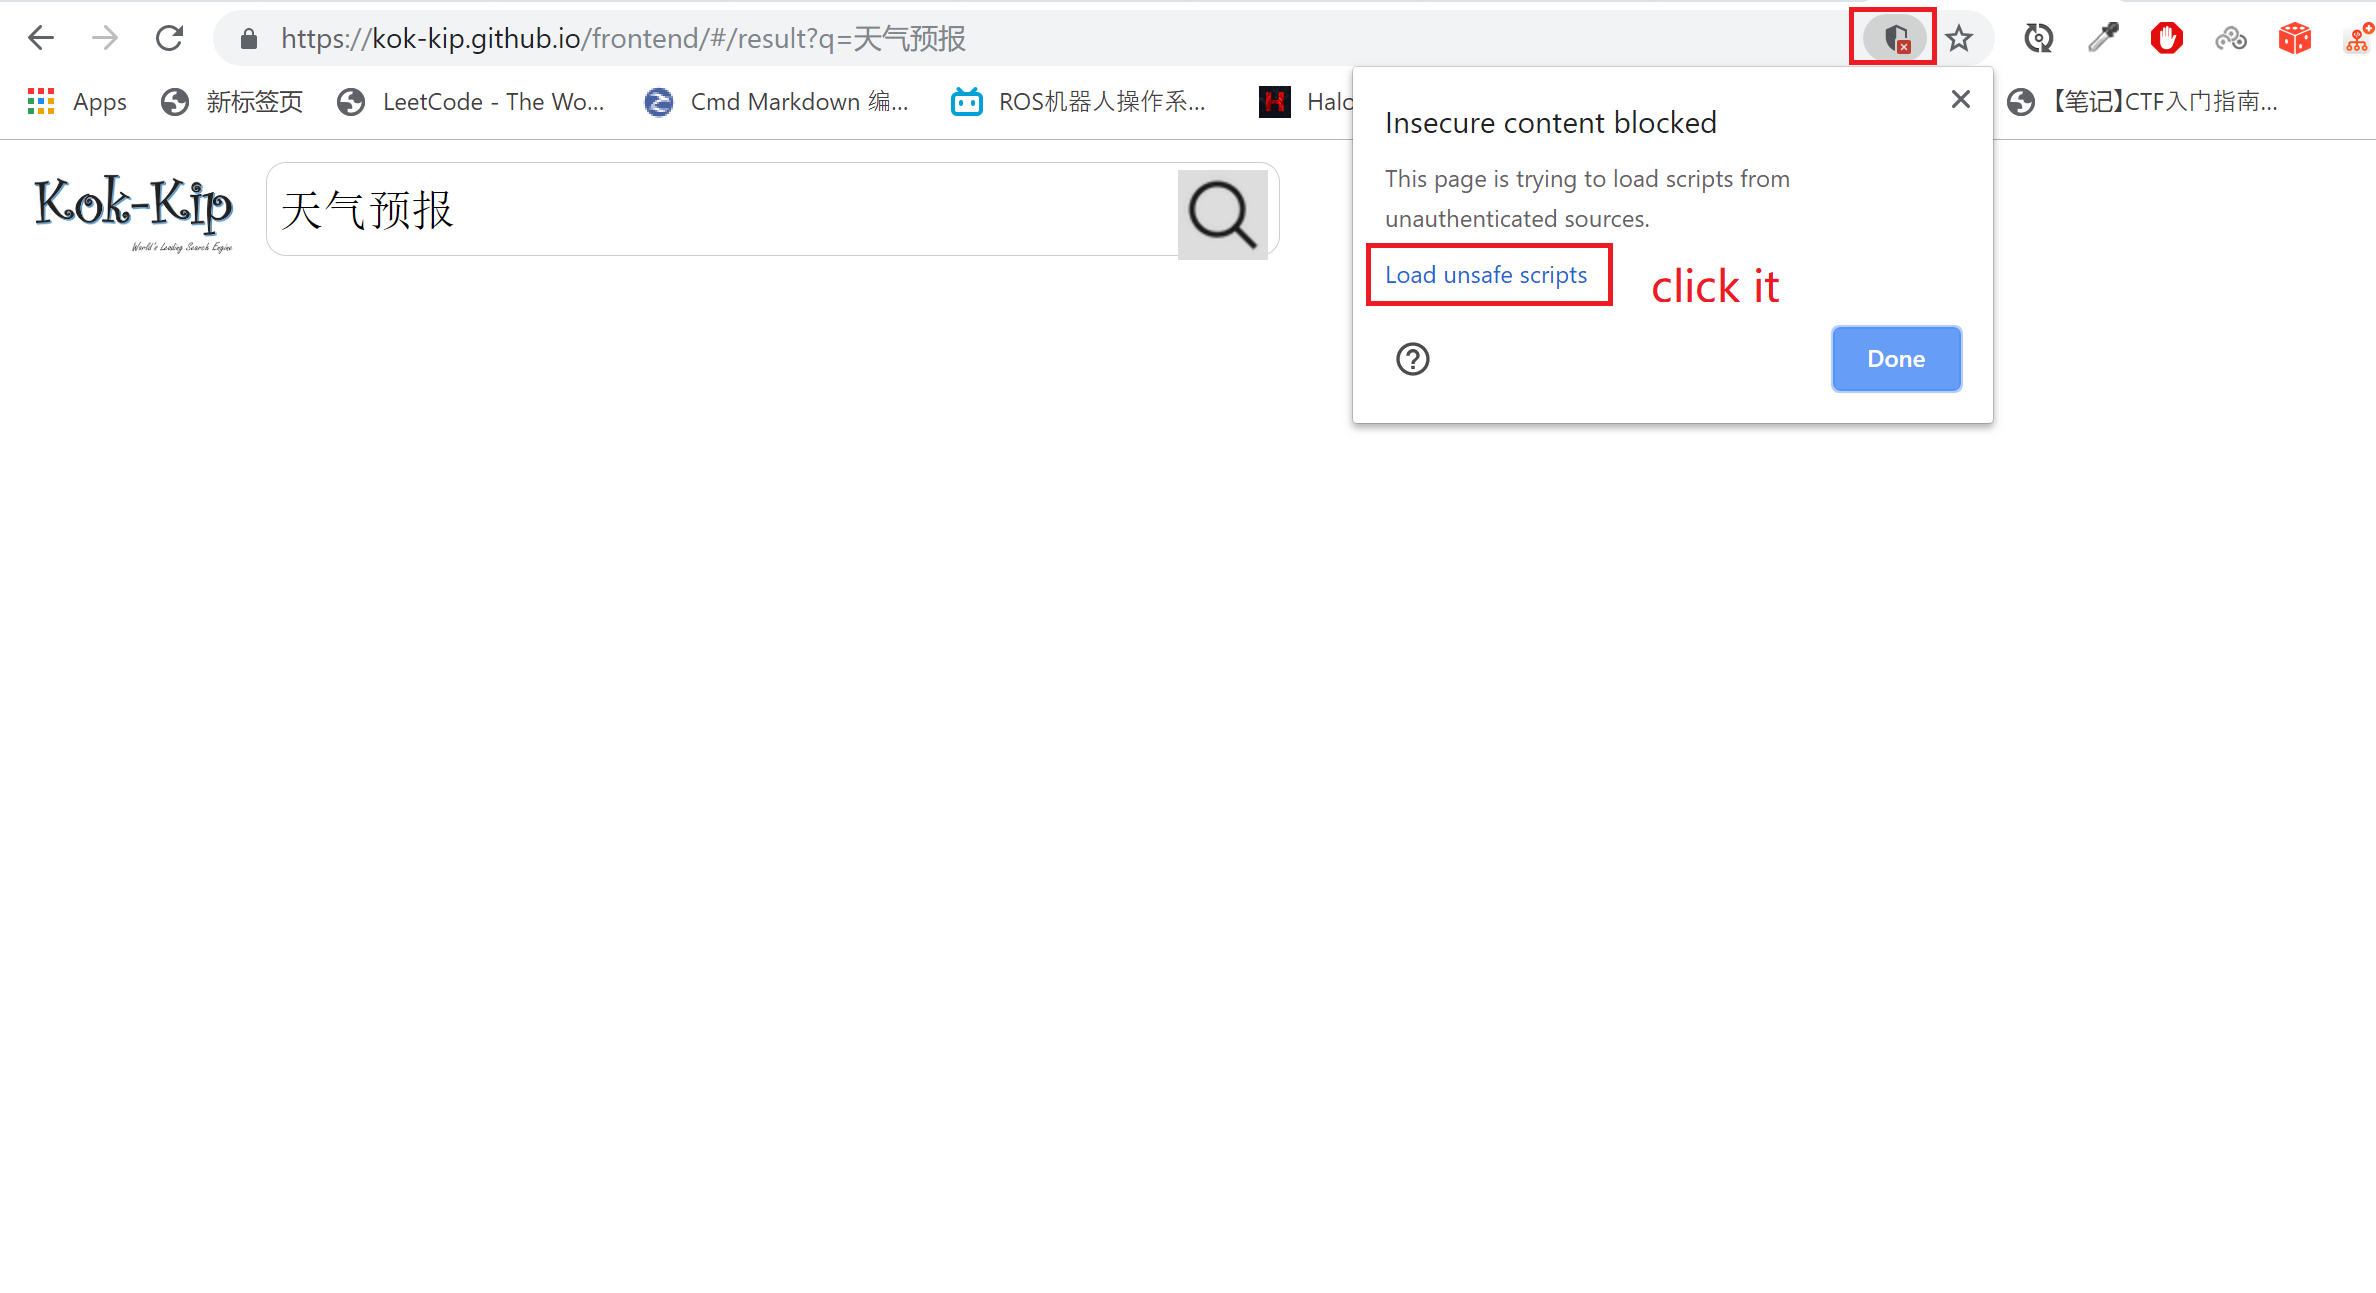 https://kok-kip.github.io/frontend/#/result?q=天气预报
Apps 新标签页 LeetCode - The Wo... Cmd Markdown 编... ROS机器人操作系... Halo 【笔记】CTF入门指南...
Insecure content blocked
This page is trying to load scripts from
unauthenticated sources.
Load unsafe scripts
click it
Done
Kok-Kip
World's Leading Search Engine
天气预报